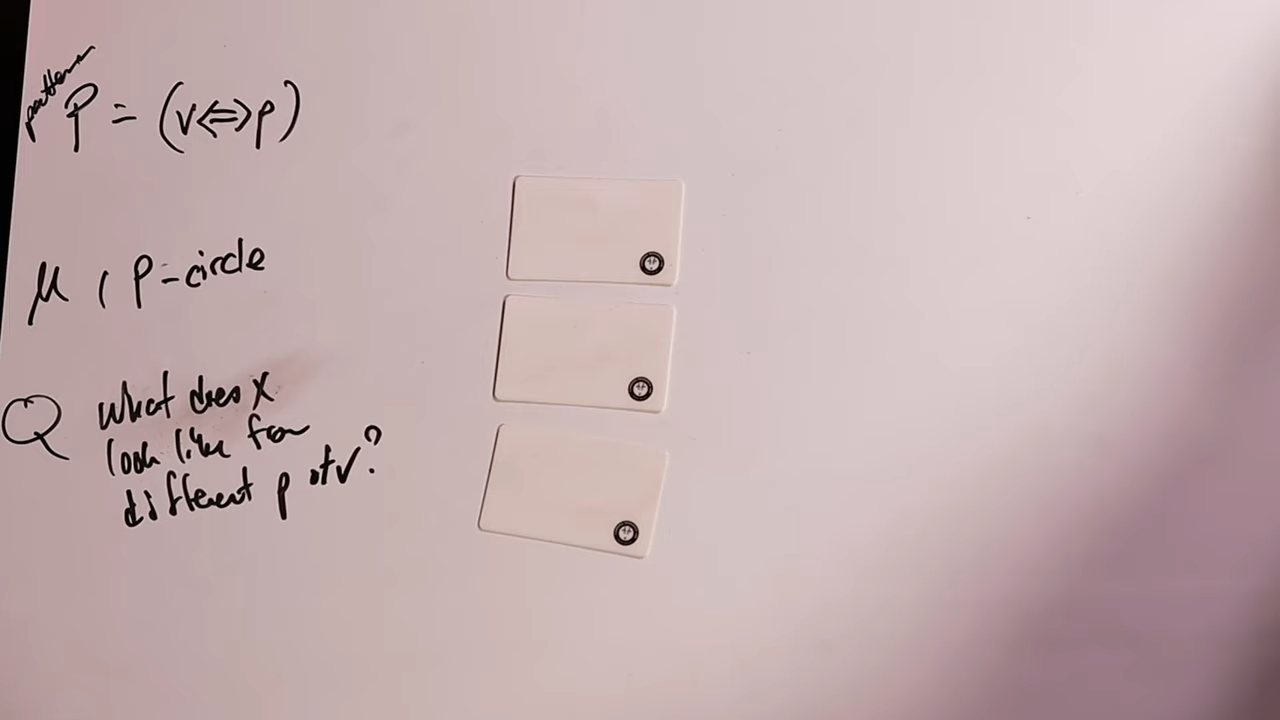 pattern
P = (v⇔p)
μ, P-circle
Q What does x
look like for
different p of v?